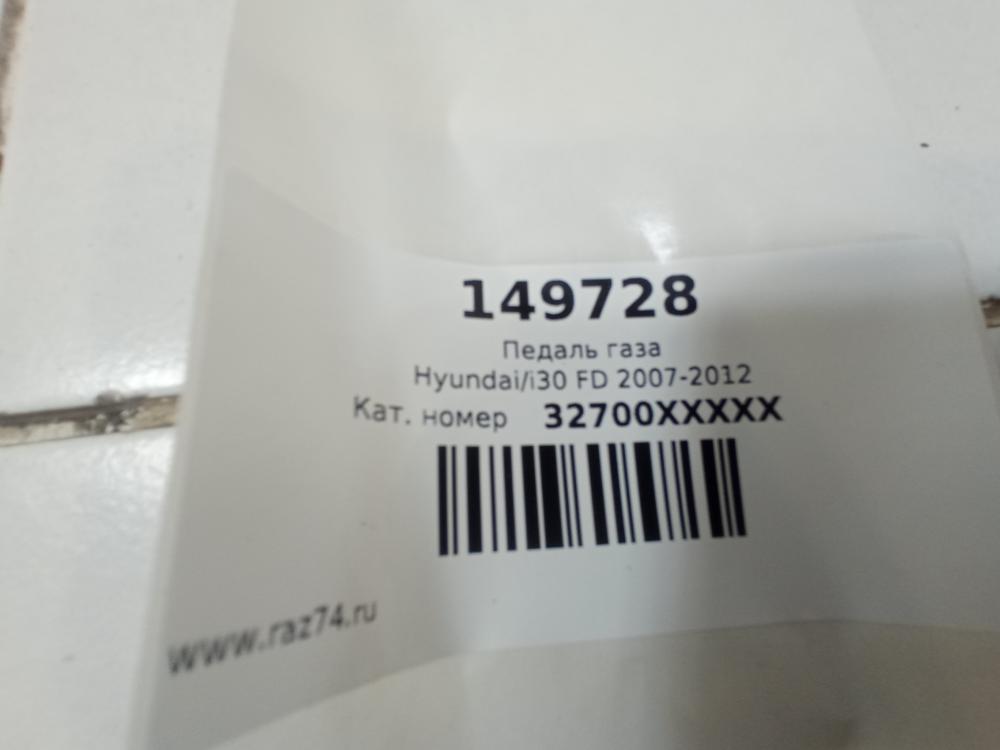 149728
Педаль газа
Hyundai/i30 FD 2007-2012
Кат. номер 32700XXXXX
www.raz74.ru